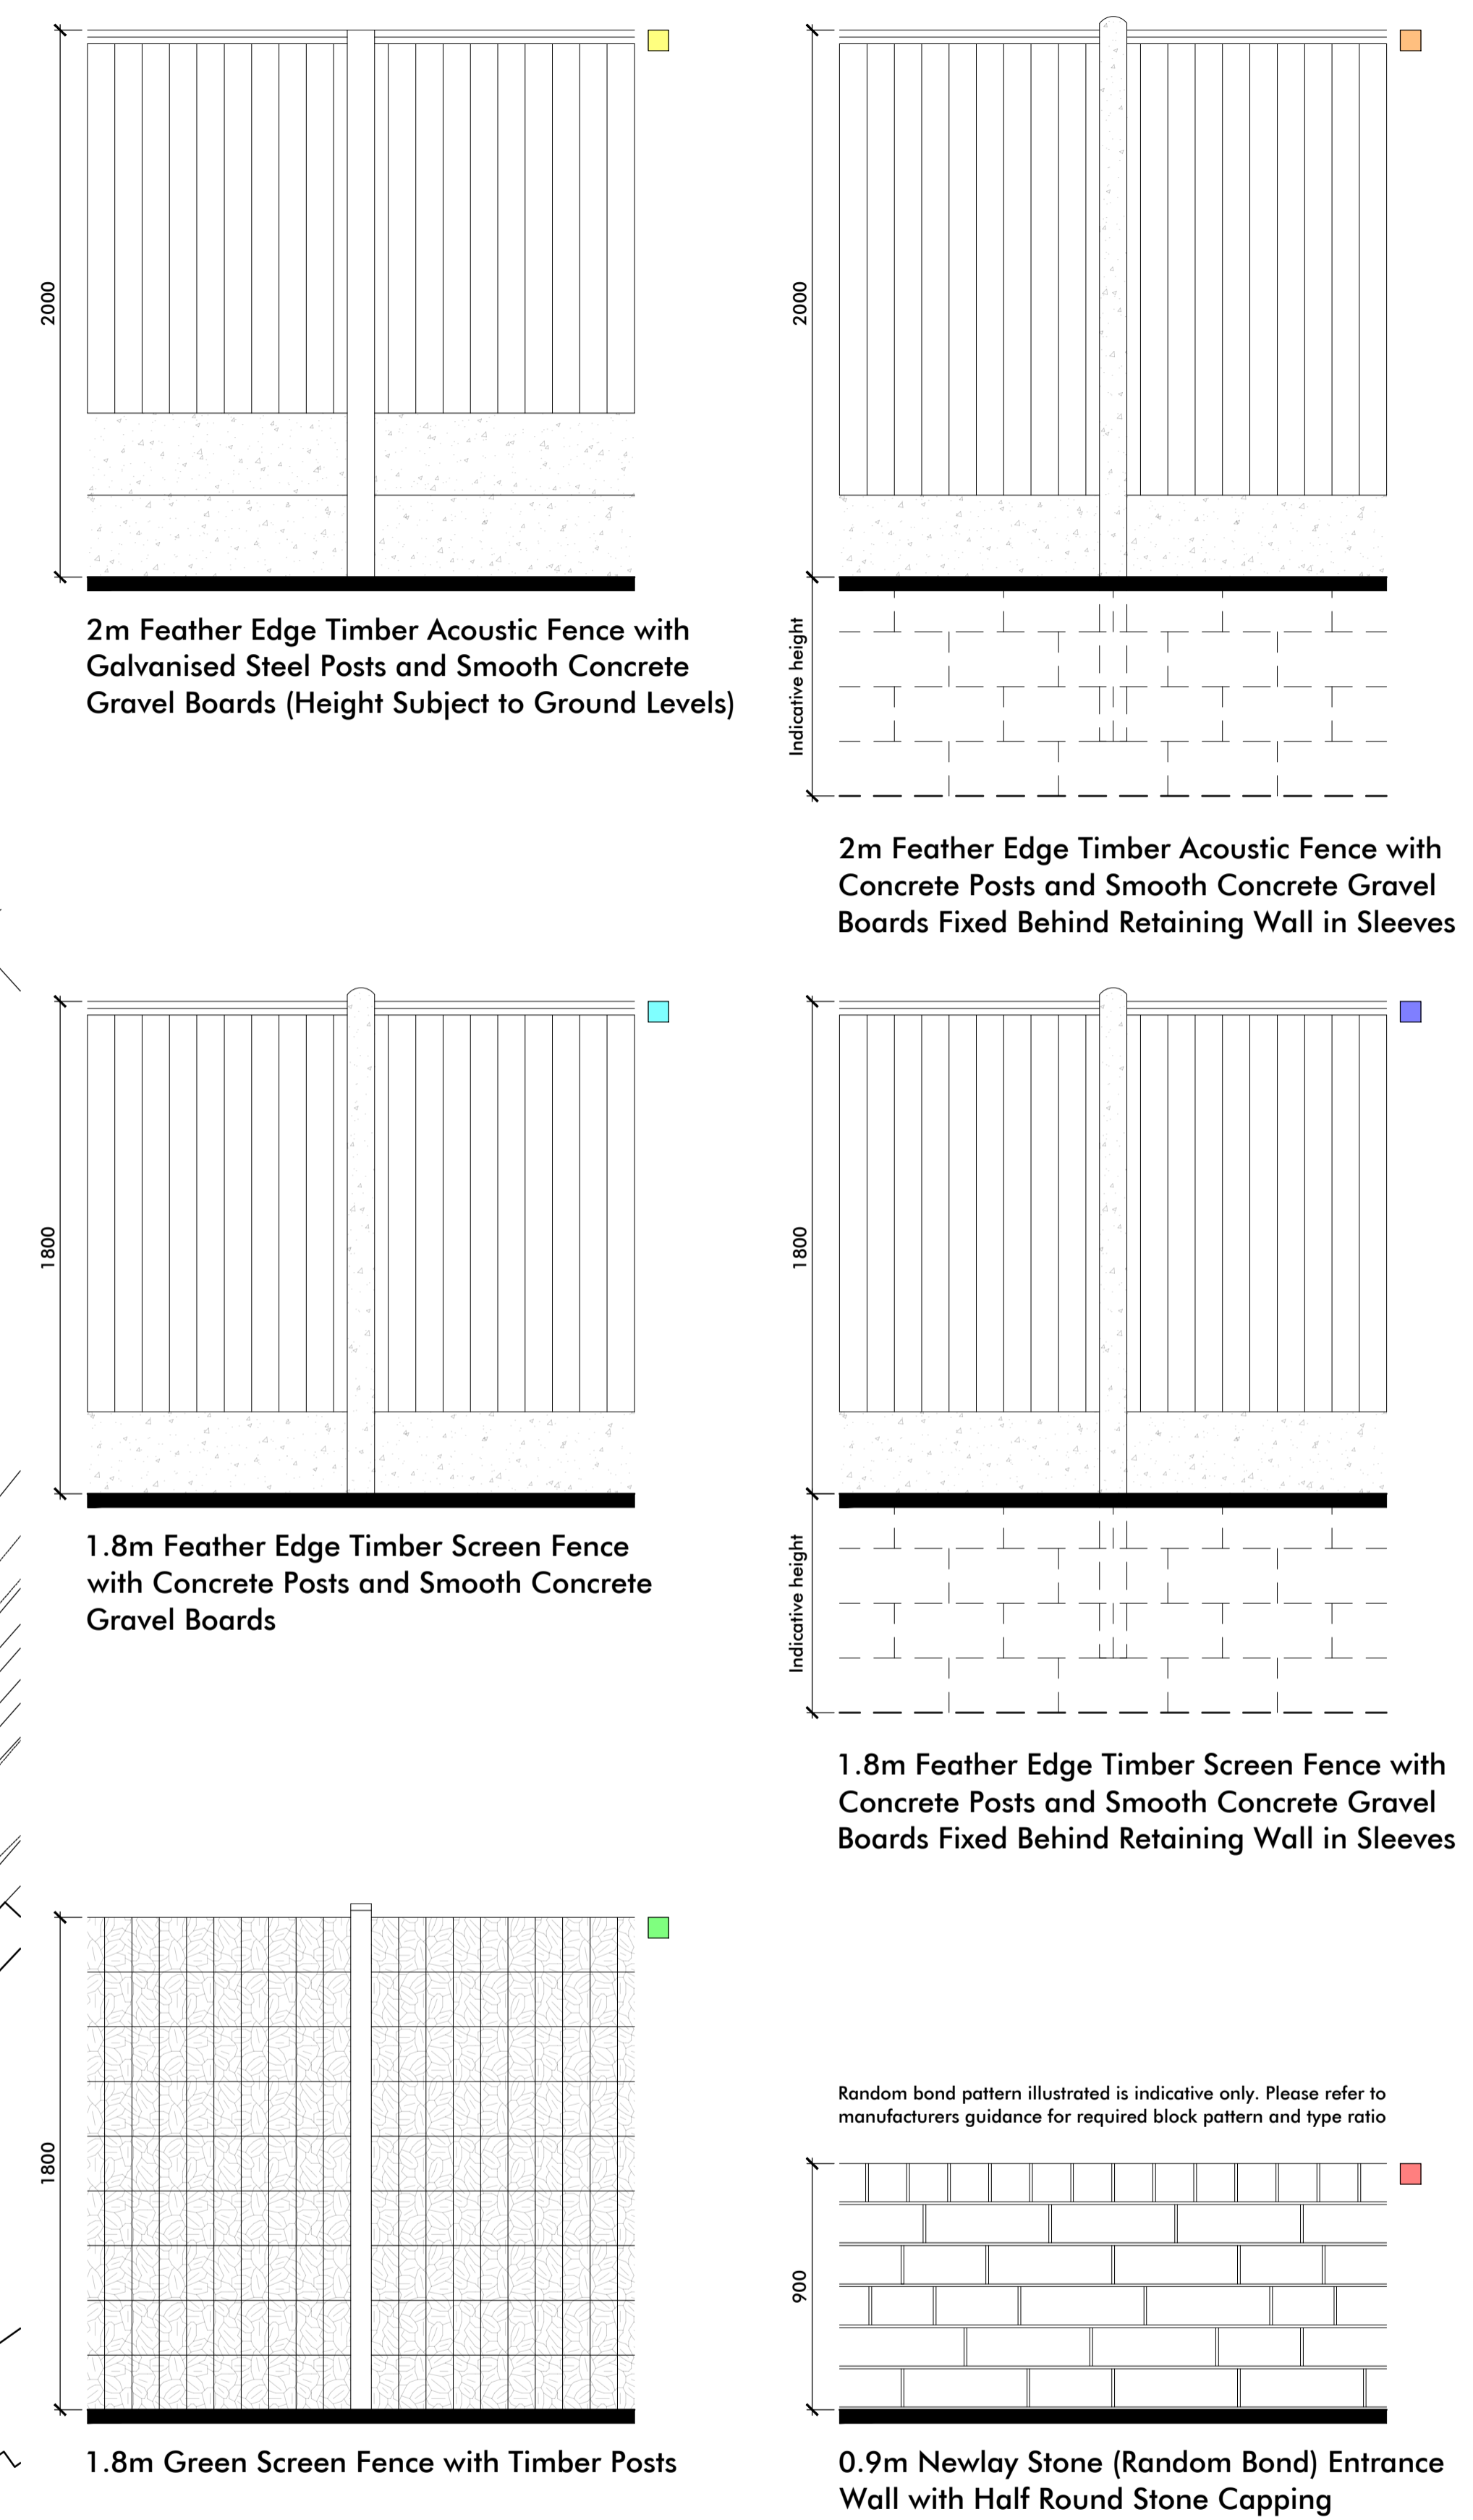 2000
2m Feather Edge Timber Acoustic Fence with
Galvanised Steel Posts and Smooth Concrete
Gravel Boards (Height Subject to Ground Levels)
2000
Indicative height
2m Feather Edge Timber Acoustic Fence with
Concrete Posts and Smooth Concrete Gravel
Boards Fixed Behind Retaining Wall in Sleeves
1800
1.8m Feather Edge Timber Screen Fence
with Concrete Posts and Smooth Concrete
Gravel Boards
1800
Indicative height
1.8m Feather Edge Timber Screen Fence with
Concrete Posts and Smooth Concrete Gravel
Boards Fixed Behind Retaining Wall in Sleeves
1800
1.8m Green Screen Fence with Timber Posts
Random bond pattern illustrated is indicative only. Please refer to
manufacturers guidance for required block pattern and type ratio
900
0.9m Newlay Stone (Random Bond) Entrance
Wall with Half Round Stone Capping